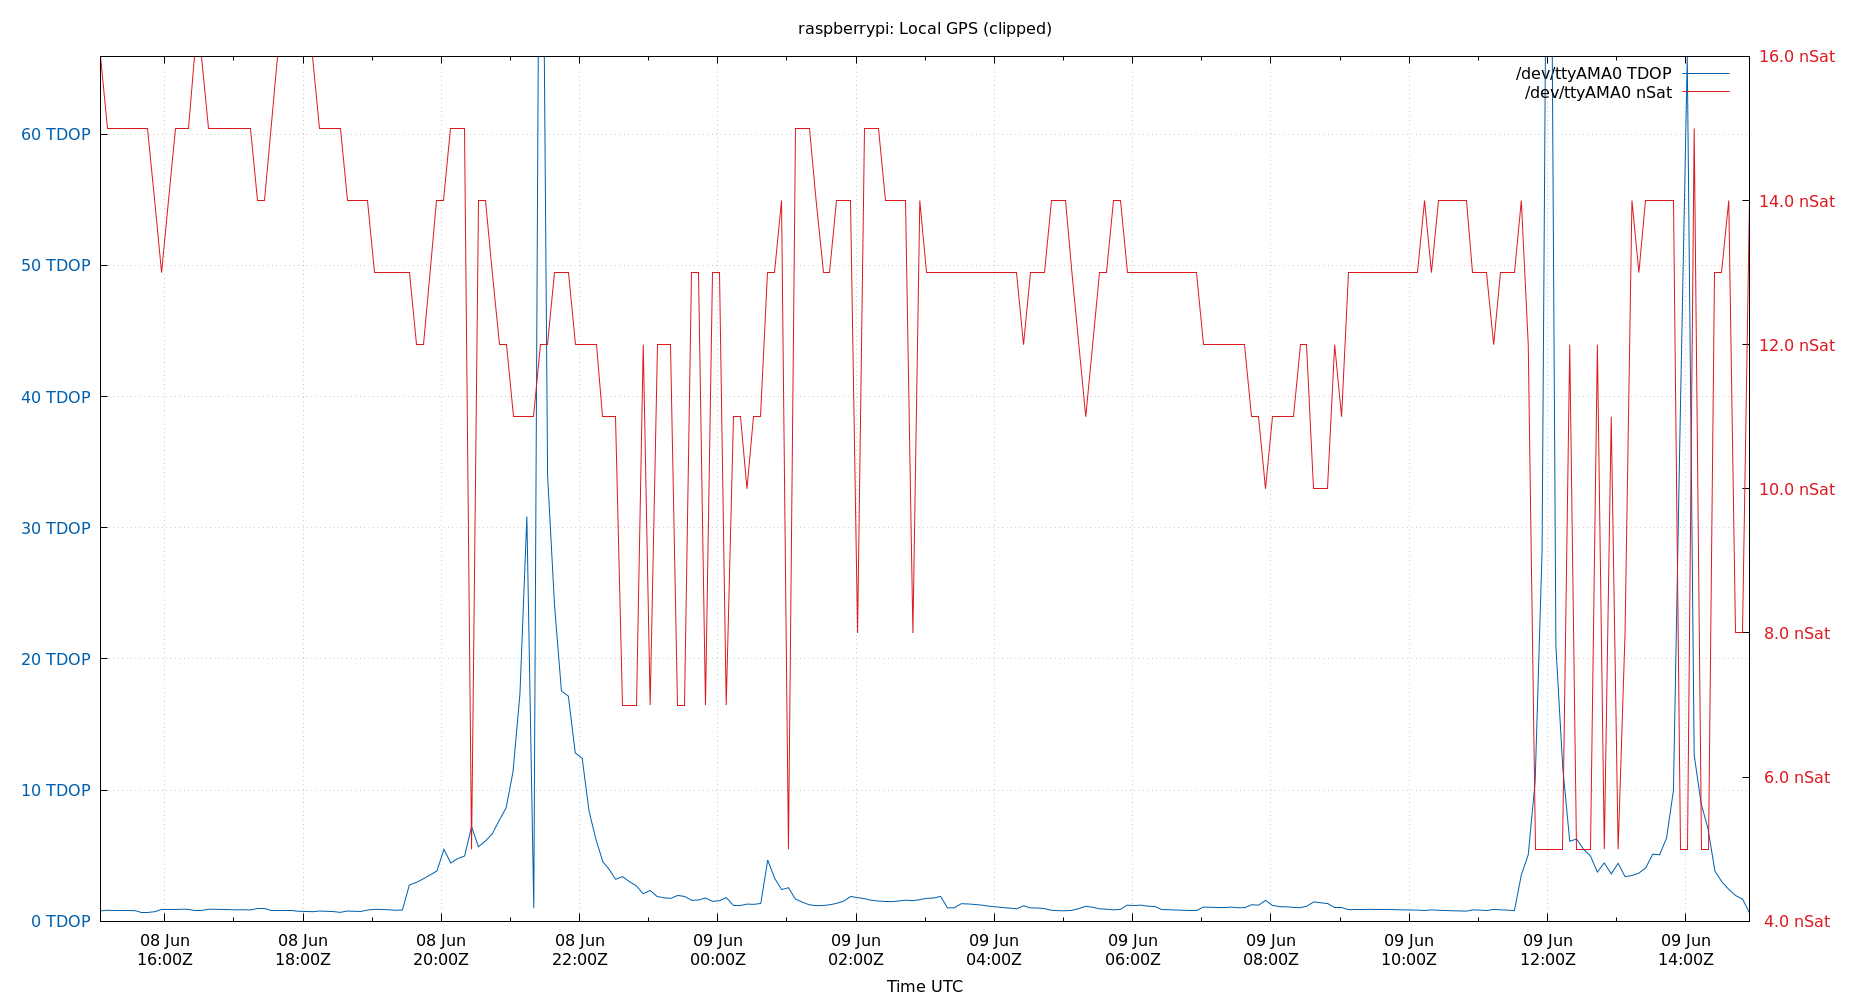 raspberrypi: Local GPS (clipped)
16.0 nSat
/dev/ttyAMA0 TDOP
/dev/ttyAMA0 nSat
60 TDOP
14.0 nSat
50 TDOP
12.0 nSat
40 TDOP
10.0 nSat
30 TDOP
20 TDOP
8.0 nSat
10 TDOP
6.0 nSat
0 TDOP
4.0 nSat
08 Jun 08 Jun 08 Jun 08 Jun 09 Jun 09 Jun 09 Jun 09 Jun 09 Jun 09 Jun 09 Jun 09 Jun
16:00Z 18:00Z 20:00Z 22:00Z 00:00Z 02:00Z 04:00Z 06:00Z 08:00Z 10:00Z 12:00Z 14:00Z
Time UTC